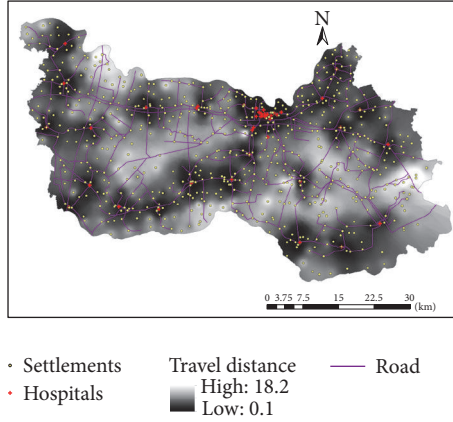 N
0 3.75 7.5 15 22.5 30
(km)
Settlements
Hospitals
Travel distance
High: 18.2
Low: 0.1
Road